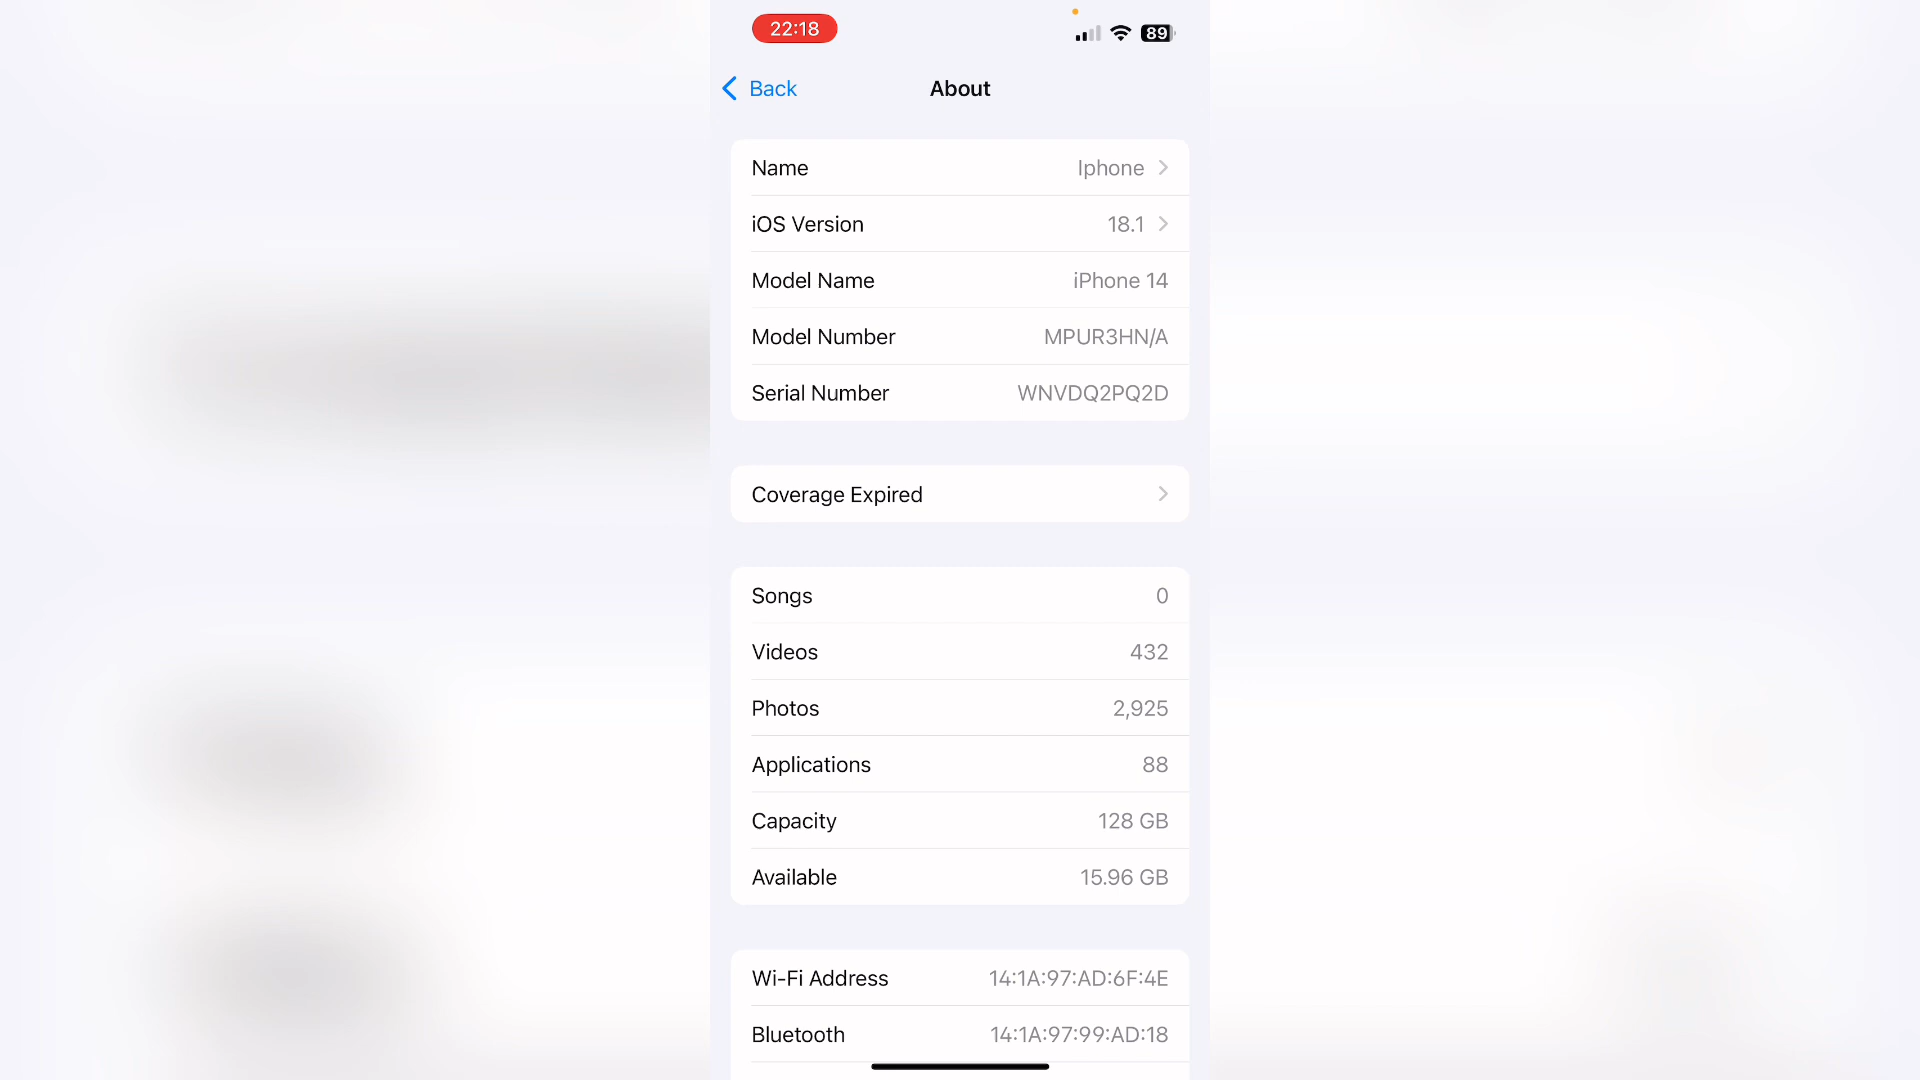 22:18
89
Back
About
Name Iphone
iOS Version 18.1
Model Name iPhone 14
Model Number MPUR3HN/A
Serial Number WNVDQ2PQ2D
Coverage Expired
Songs 0
Videos 432
Photos 2,925
Applications 88
Capacity 128 GB
Available 15.96 GB
Wi-Fi Address 14:1A:97:AD:6F:4E
Bluetooth 14:1A:97:99:AD:18